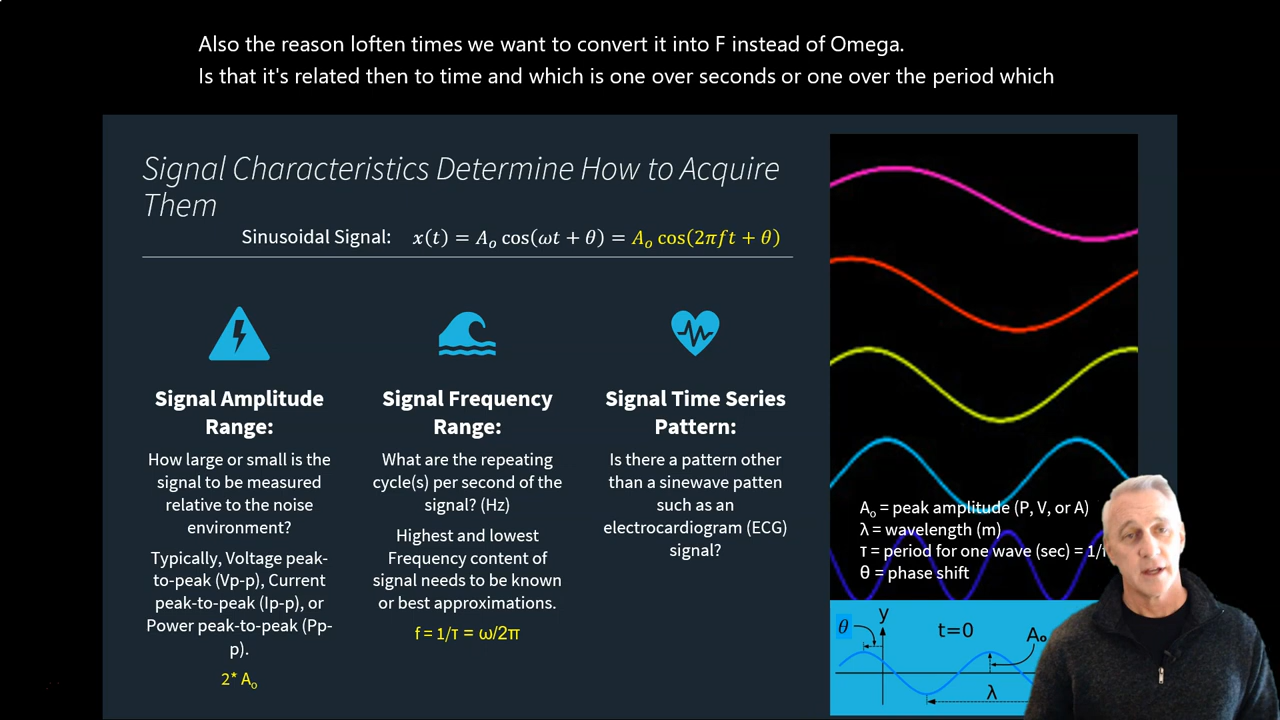 Also the reason loften times we want to convert it into F instead of Omega.
Is that it's related then to time and which is one over seconds or one over the period which
Signal Characteristics Determine How to Acquire
Them
Sinusoidal Signal: x(t) = Aₒ cos(ωt + θ) = Aₒ cos(2πft + θ)
Signal Amplitude
Range:
How large or small is the
signal to be measured
relative to the noise
environment?
Typically, Voltage peak-
to-peak (Vp-p), Current
peak-to-peak (Ip-p), or
Power peak-to-peak (Pp-
p).
2* Aₒ
Signal Frequency
Range:
What are the repeating
cycle(s) per second of the
signal? (Hz)
Highest and lowest
Frequency content of
signal needs to be known
or best approximations.
f = 1/τ = ω/2π
Signal Time Series
Pattern:
Is there a pattern other
than a sinewave patten
such as an
electrocardiogram (ECG)
signal?
Aₒ = peak amplitude (P, V, or A)
λ = wavelength (m)
τ = period for one wave (sec) = 1/
θ = phase shift
θ
y
t=0
Aₒ
λ